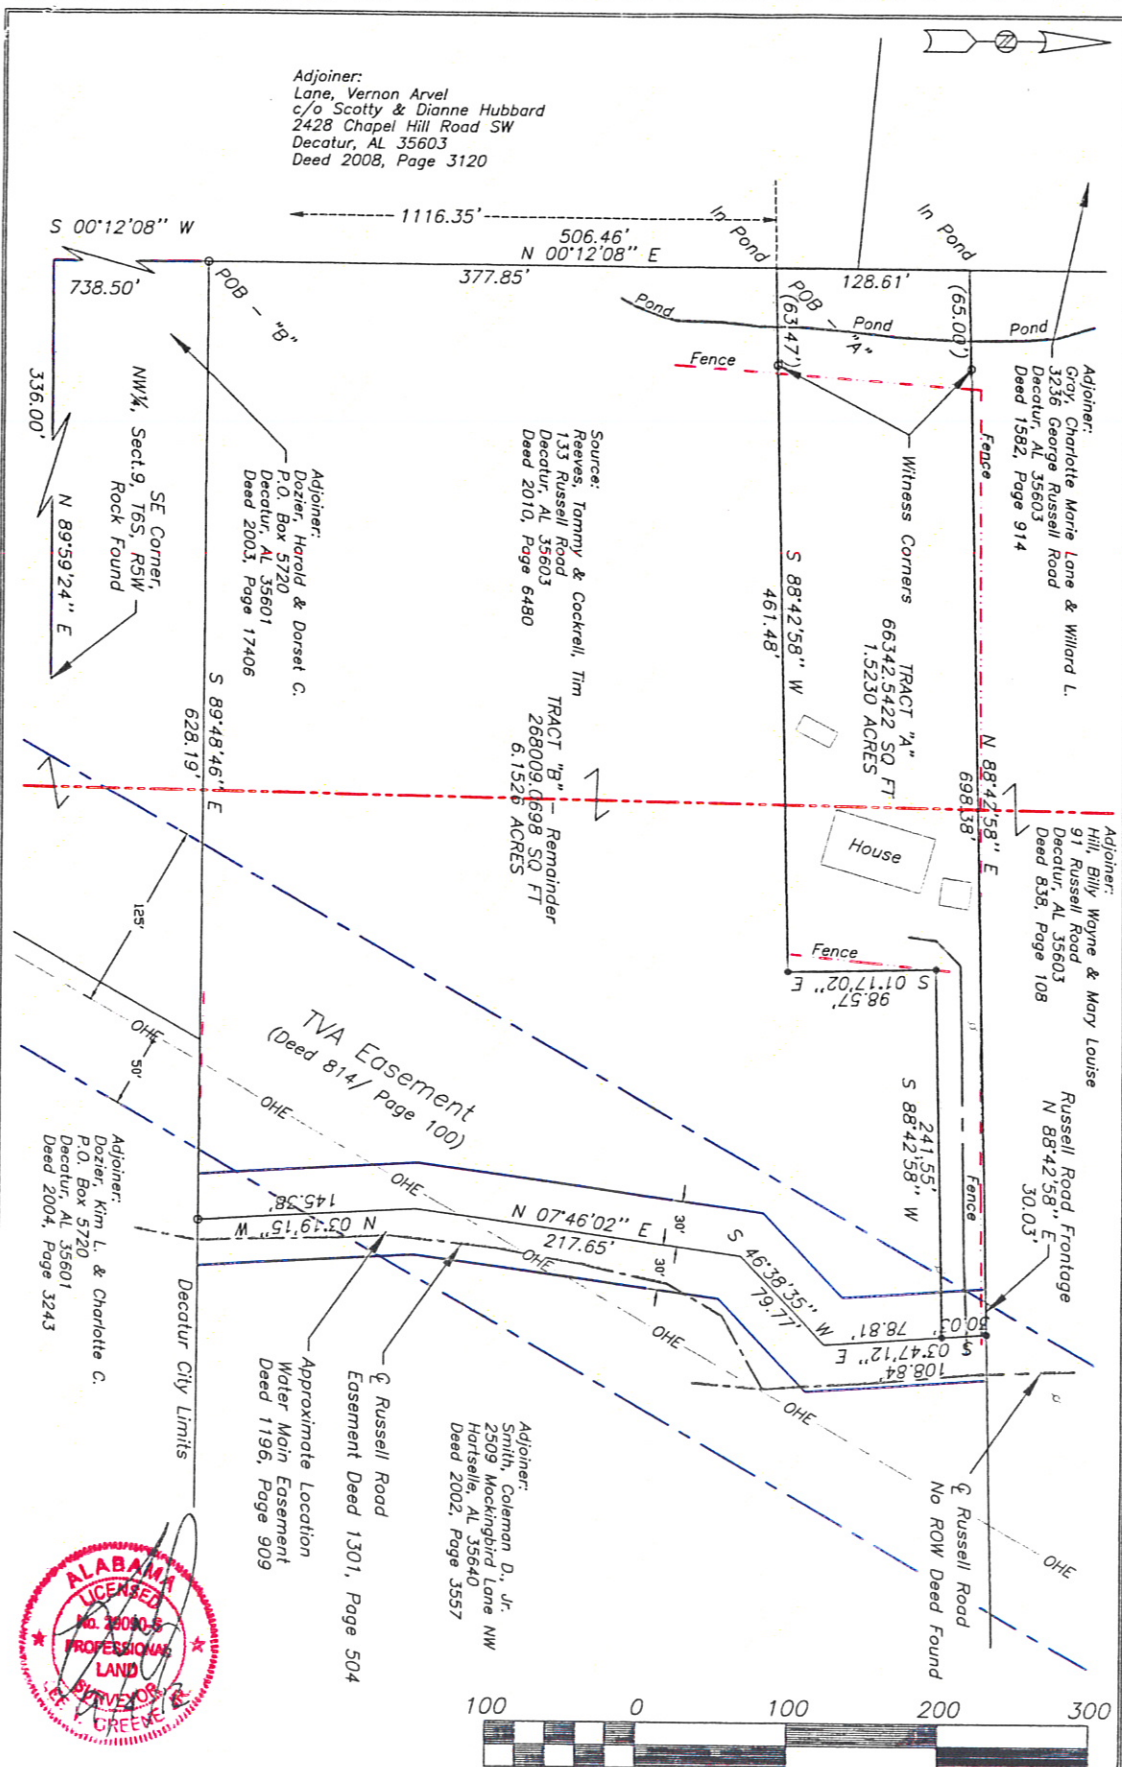 Adjoiner:
Lane, Vernon Arvel
c/o Scotty & Dianne Hubbard
2428 Chapel Hill Road SW
Decatur, AL 35603
Deed 2008, Page 3120
S 00°12'08" W
738.50'
336.00'
N 89°59'24" E
1116.35'
506.46'
N 00°12'08" E
377.85'
128.61'
In Pond
In Pond
POB - "B"
POB - "A"
(63.47')
(65.00')
Pond
Pond
Pond
Fence
Fence
Adjoiner:
Gray, Charlotte Marie Lane & Willard L.
3236 George Russell Road
Decatur, AL 35603
Deed 1582, Page 914
Witness Corners
SE Corner,
NW¼, Sect.9, T6S, R5W
Rock Found
Adjoiner:
Dozier, Harold & Dorset C.
P.O. Box 5720
Decatur, AL 35601
Deed 2003, Page 17406
Source:
Reeves, Tommy & Cockrell, Tim
133 Russell Road
Decatur, AL 35603
Deed 2010, Page 6480
TRACT "A"
66342.5422 SQ FT
1.5230 ACRES
S 88°42'58" W
461.48'
N 88°42'58" E
698.38'
TRACT "B" - Remainder
268009.0698 SQ FT
6.1526 ACRES
S 89°48'46" E
628.19'
House
Adjoiner:
Hill, Billy Wayne & Mary Louise
91 Russell Road
Decatur, AL 35603
Deed 838, Page 108
Fence
S 01°17'02" E
98.57'
241.55'
S 88°42'58" W
Fence
Russell Road Frontage
N 88°42'58" E
30.03'
125'
50'
TVA Easement
(Deed 814/ Page 100)
OHE
OHE
OHE
OHE
OHE
OHE
OHE
145.38'
N 03°19'15" W
N 07°46'02" E
217.65'
30'
30'
S 46°38'35" W
79.77'
78.81'
30.03'
S 03°47'12" E
108.84'
Adjoiner:
Dozier, Kim L. & Charlotte C.
P.O. Box 5720
Decatur, AL 35601
Deed 2004, Page 3243
Decatur City Limits
Approximate Location
Water Main Easement
Deed 1196, Page 909
℄ Russell Road
Easement Deed 1301, Page 504
Adjoiner:
Smith, Coleman D., Jr.
2509 Mockingbird Lane NW
Hartselle, AL 35640
Deed 2002, Page 3557
℄ Russell Road
No ROW Deed Found
ALABAMA
LICENSED
No. 29090-S
PROFESSIONAL
LAND
SURVEYOR
GREENE
100 0 100 200 300